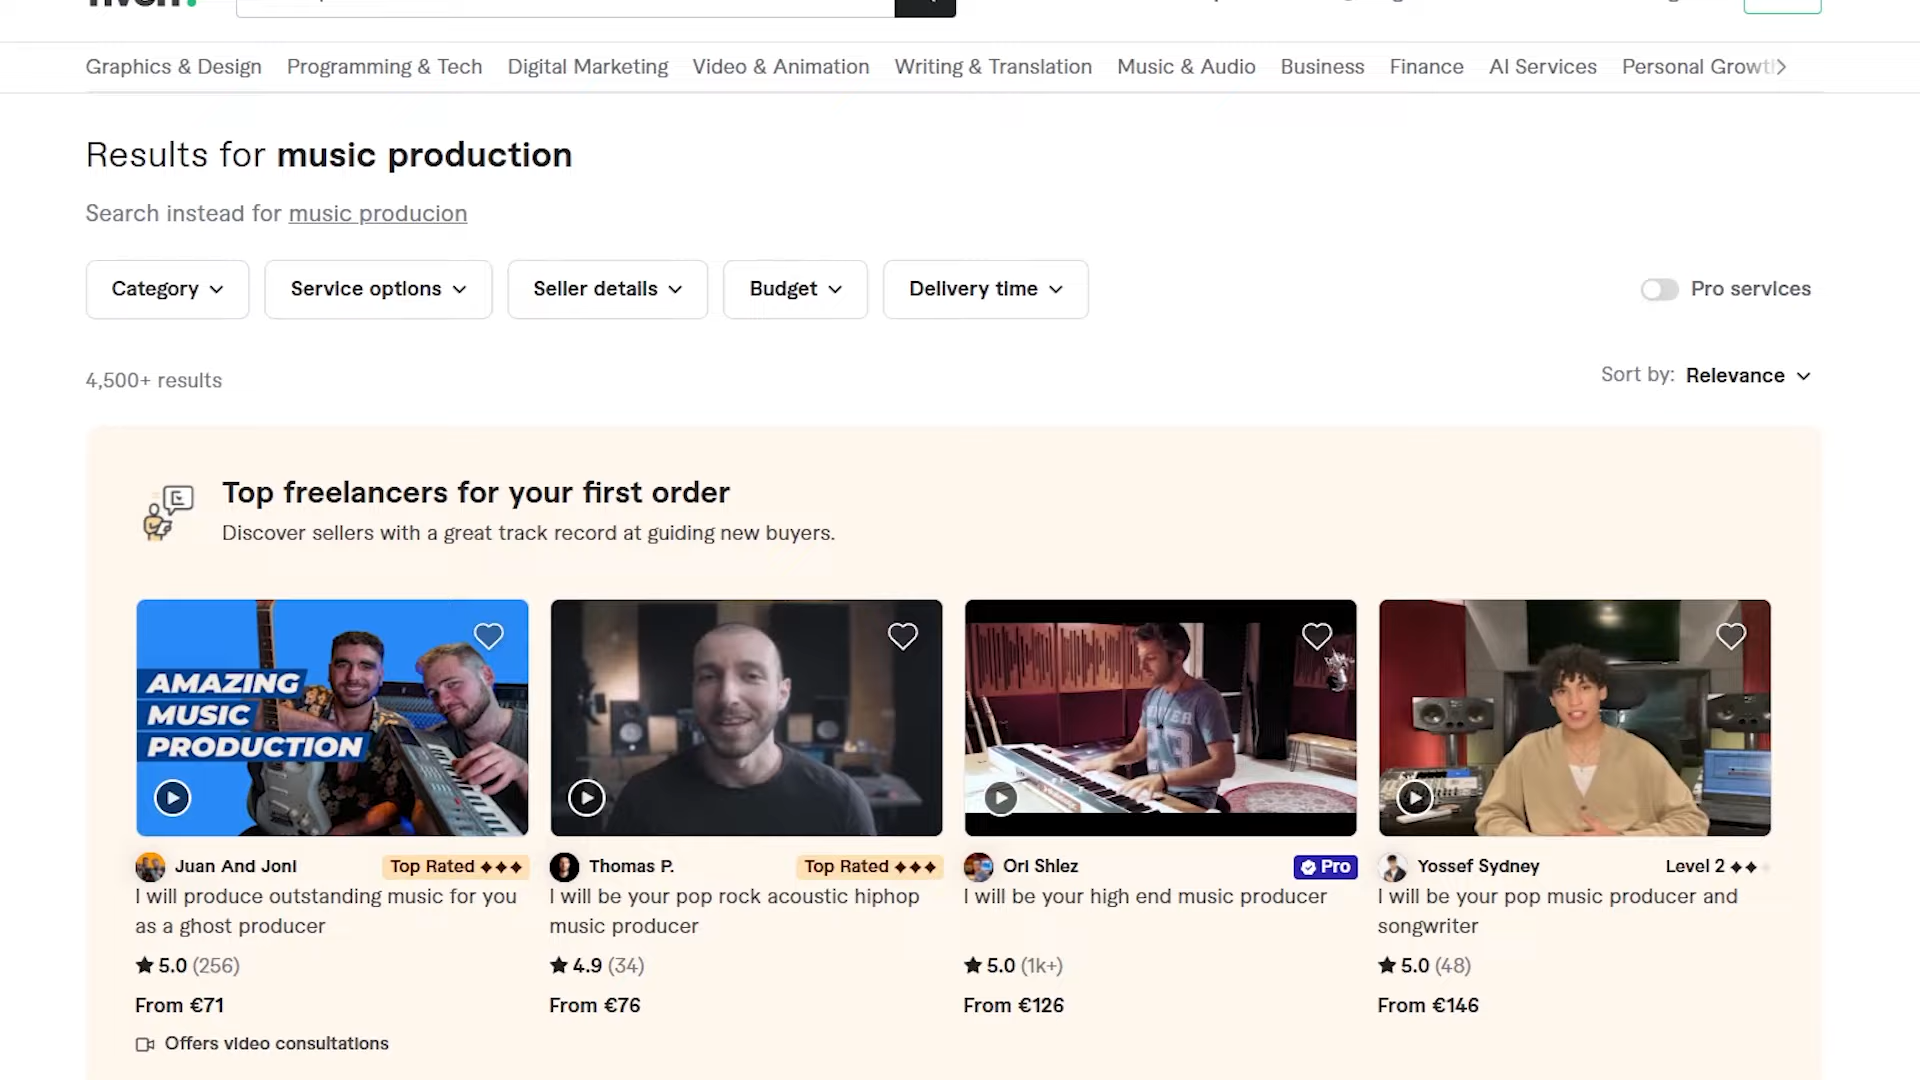 Graphics & Design Programming & Tech Digital Marketing Video & Animation Writing & Translation Music & Audio Business Finance AI Services Personal Growth
Results for music production
Search instead for music producion
Category Service options Seller details Budget Delivery time Pro services
4,500+ results Sort by: Relevance
Top freelancers for your first order
Discover sellers with a great track record at guiding new buyers.
AMAZING
MUSIC
PRODUCTION
Juan And Joni Top Rated
I will produce outstanding music for you
as a ghost producer
5.0 (256)
From €71
Offers video consultations
Thomas P. Top Rated
I will be your pop rock acoustic hiphop
music producer
4.9 (34)
From €76
Ori Shlez Pro
I will be your high end music producer
5.0 (1k+)
From €126
Yossef Sydney Level 2
I will be your pop music producer and
songwriter
5.0 (48)
From €146